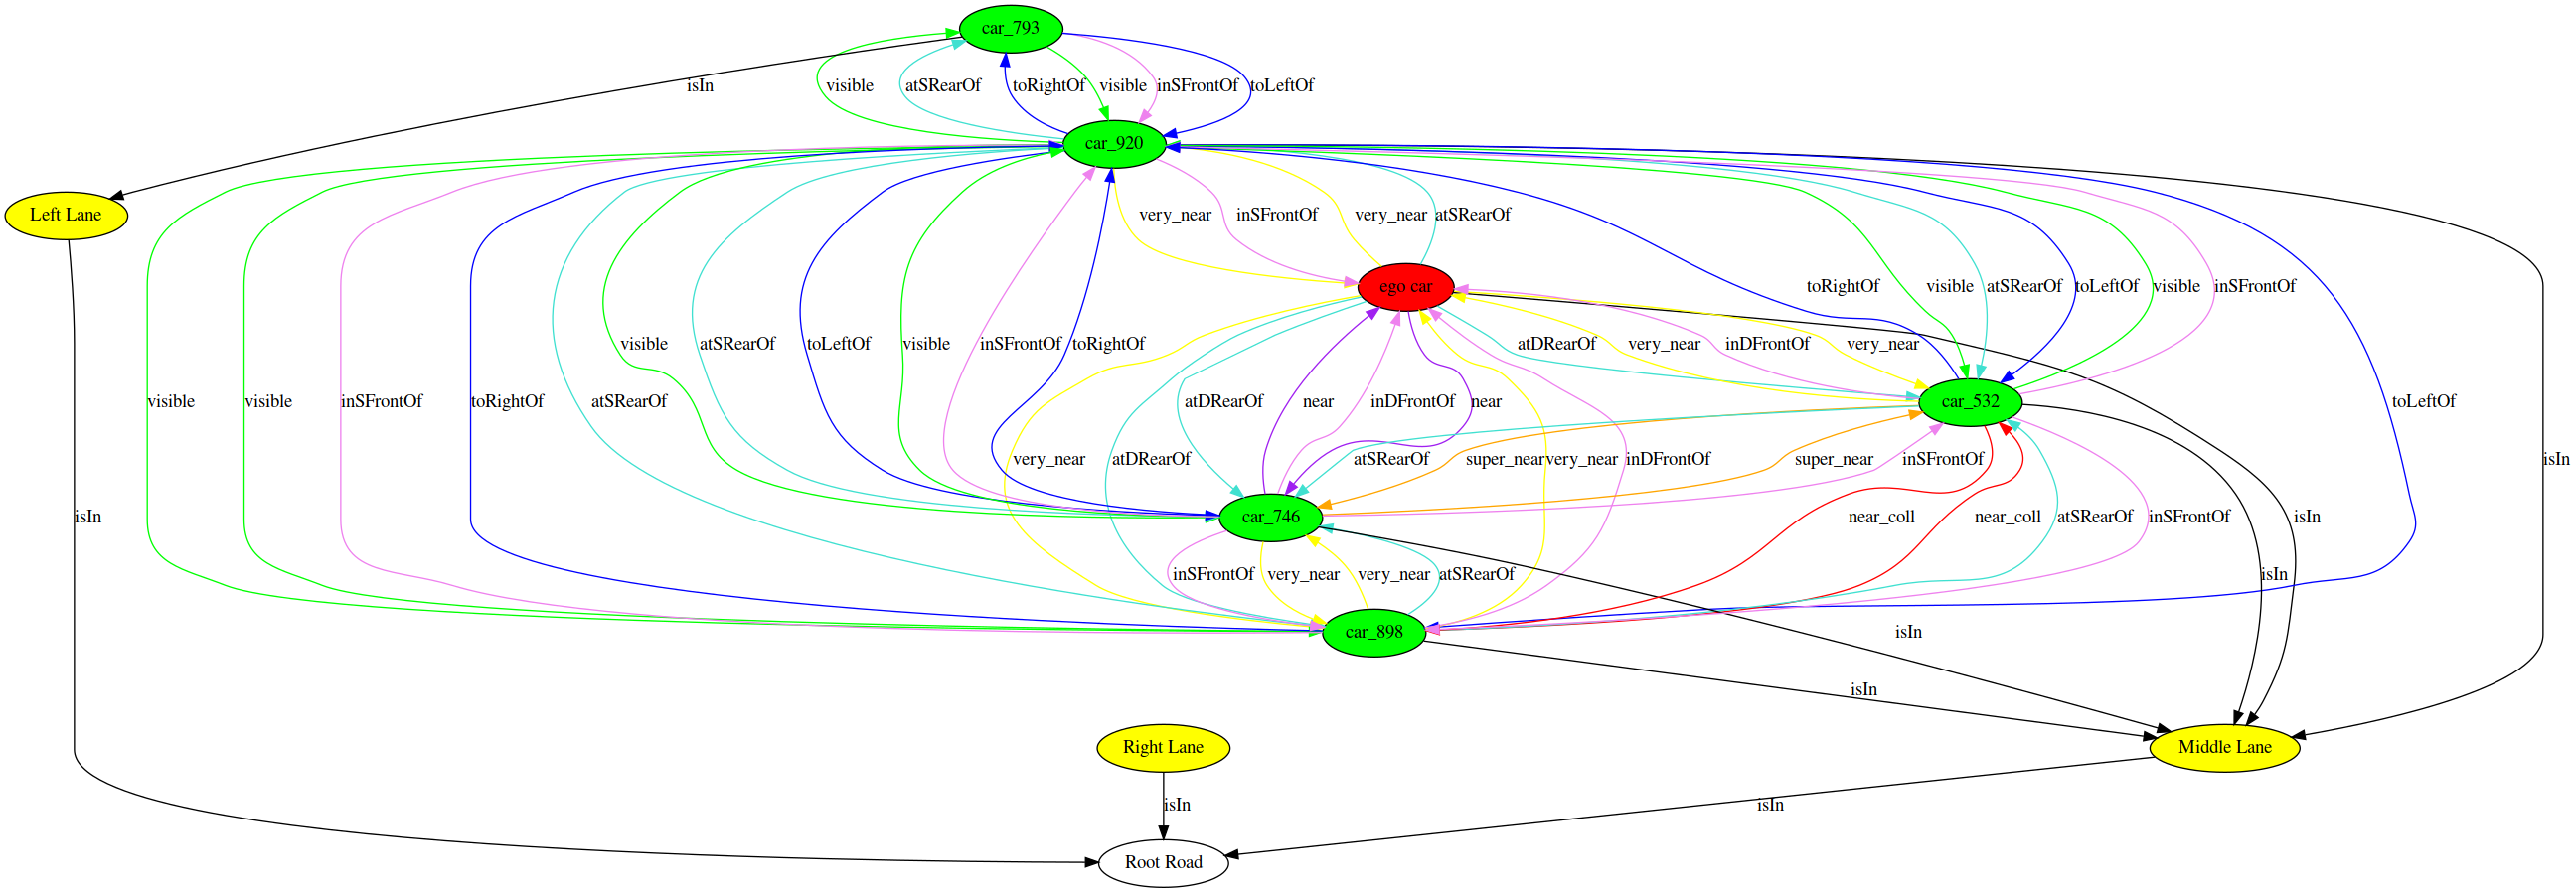 car_793
isIn
visible
atSRearOf
toRightOf
visible
inSFrontOf
toLeftOf
car_920
Left Lane
very_near
inSFrontOf
very_near
atSRearOf
ego car
toRightOf
visible
atSRearOf
toLeftOf
visible
inSFrontOf
visible
atSRearOf
toLeftOf
visible
inSFrontOf
toRightOf
atDRearOf
very_near
inDFrontOf
very_near
visible
visible
inSFrontOf
toRightOf
atSRearOf
atDRearOf
near
inDFrontOf
near
car_532
toLeftOf
very_near
atDRearOf
atSRearOf
super_near
very_near
inDFrontOf
super_near
inSFrontOf
isIn
isIn
car_746
near_coll
near_coll
atSRearOf
inSFrontOf
isIn
inSFrontOf
very_near
very_near
atSRearOf
isIn
car_898
isIn
isIn
Right Lane
Middle Lane
isIn
isIn
Root Road